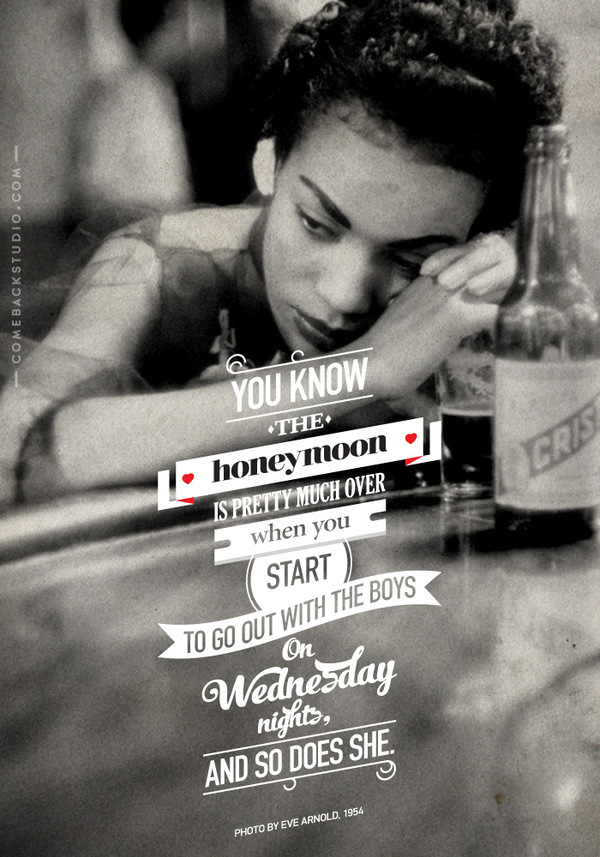 COMEBACKSTUDIO.COM
YOU KNOW
THE
honeymoon
IS PRETTY MUCH OVER
when you
START
TO GO OUT WITH THE BOYS
On
Wednesday
nights,
AND SO DOES SHE.
PHOTO BY EVE ARNOLD, 1954
CRIS